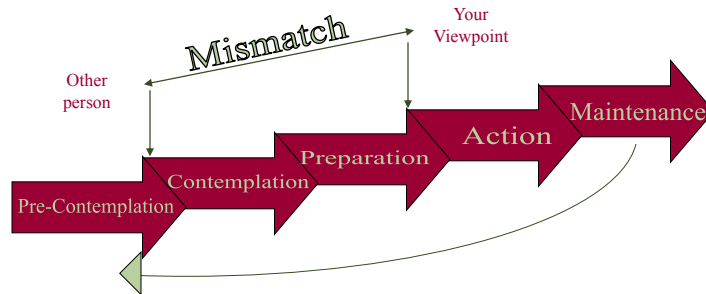 Mismatch
Your
Viewpoint
Other
person
Pre-Contemplation
Contemplation
Preparation
Action
Maintenance